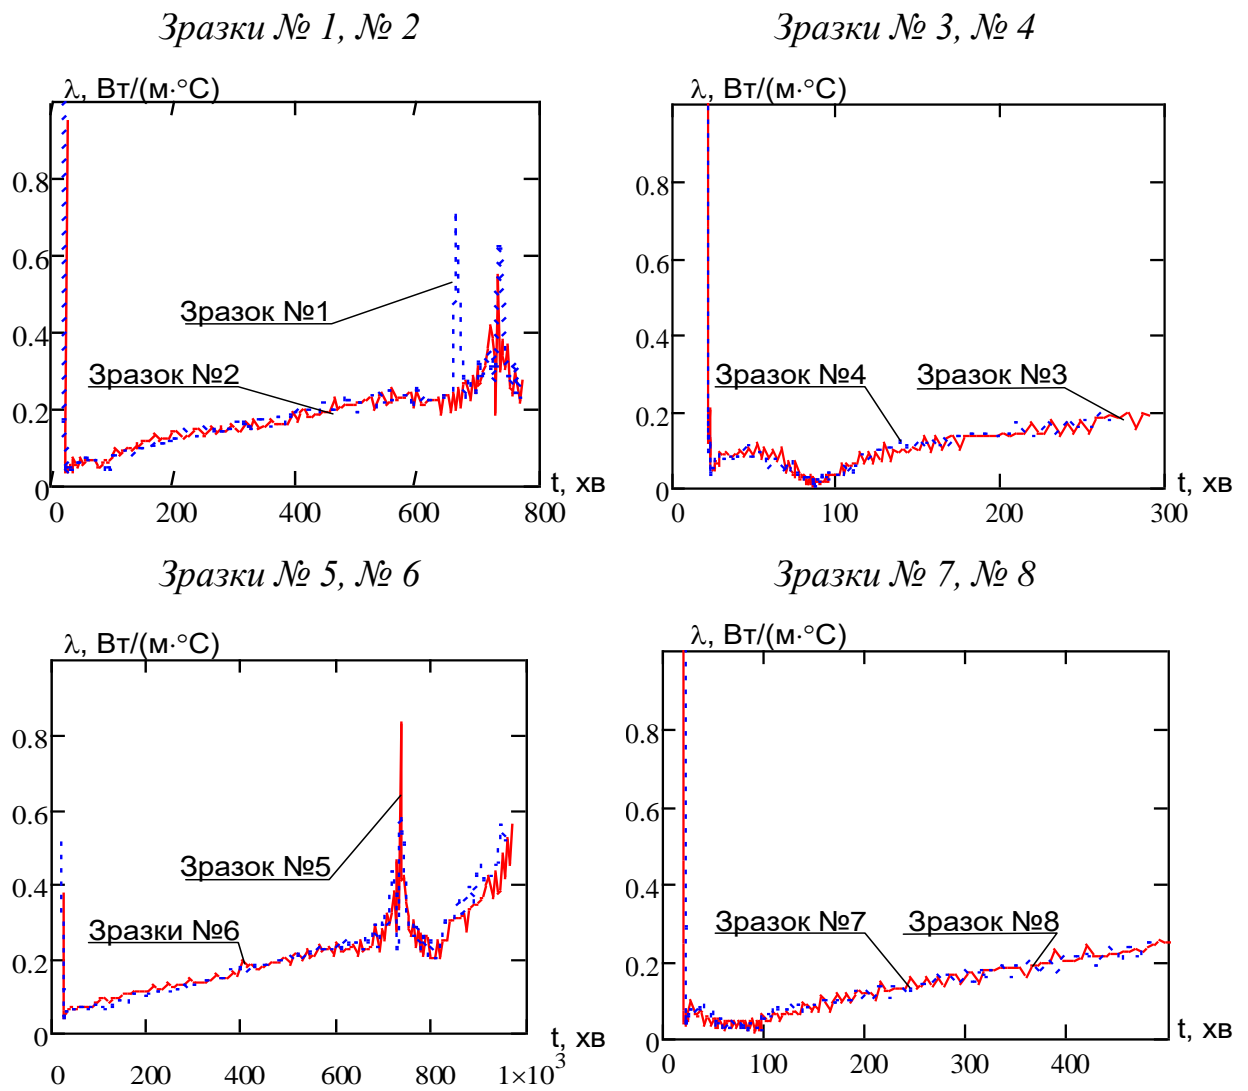 Зразки № 1, № 2
λ, Вт/(м·°С)
0.8
0.6
0.4
0.2
0
Зразок №1
Зразок №2
t, хв
0 200 400 600 800
Зразки № 3, № 4
λ, Вт/(м·°С)
0.8
0.6
0.4
0.2
0
Зразок №4
Зразок №3
t, хв
0 100 200 300
Зразки № 5, № 6
λ, Вт/(м·°С)
0.8
0.6
0.4
0.2
0
Зразок №5
Зразки №6
t, хв
0 200 400 600 800 1×10³
Зразки № 7, № 8
λ, Вт/(м·°С)
0.8
0.6
0.4
0.2
0
Зразок №7
Зразок №8
t, хв
0 100 200 300 400